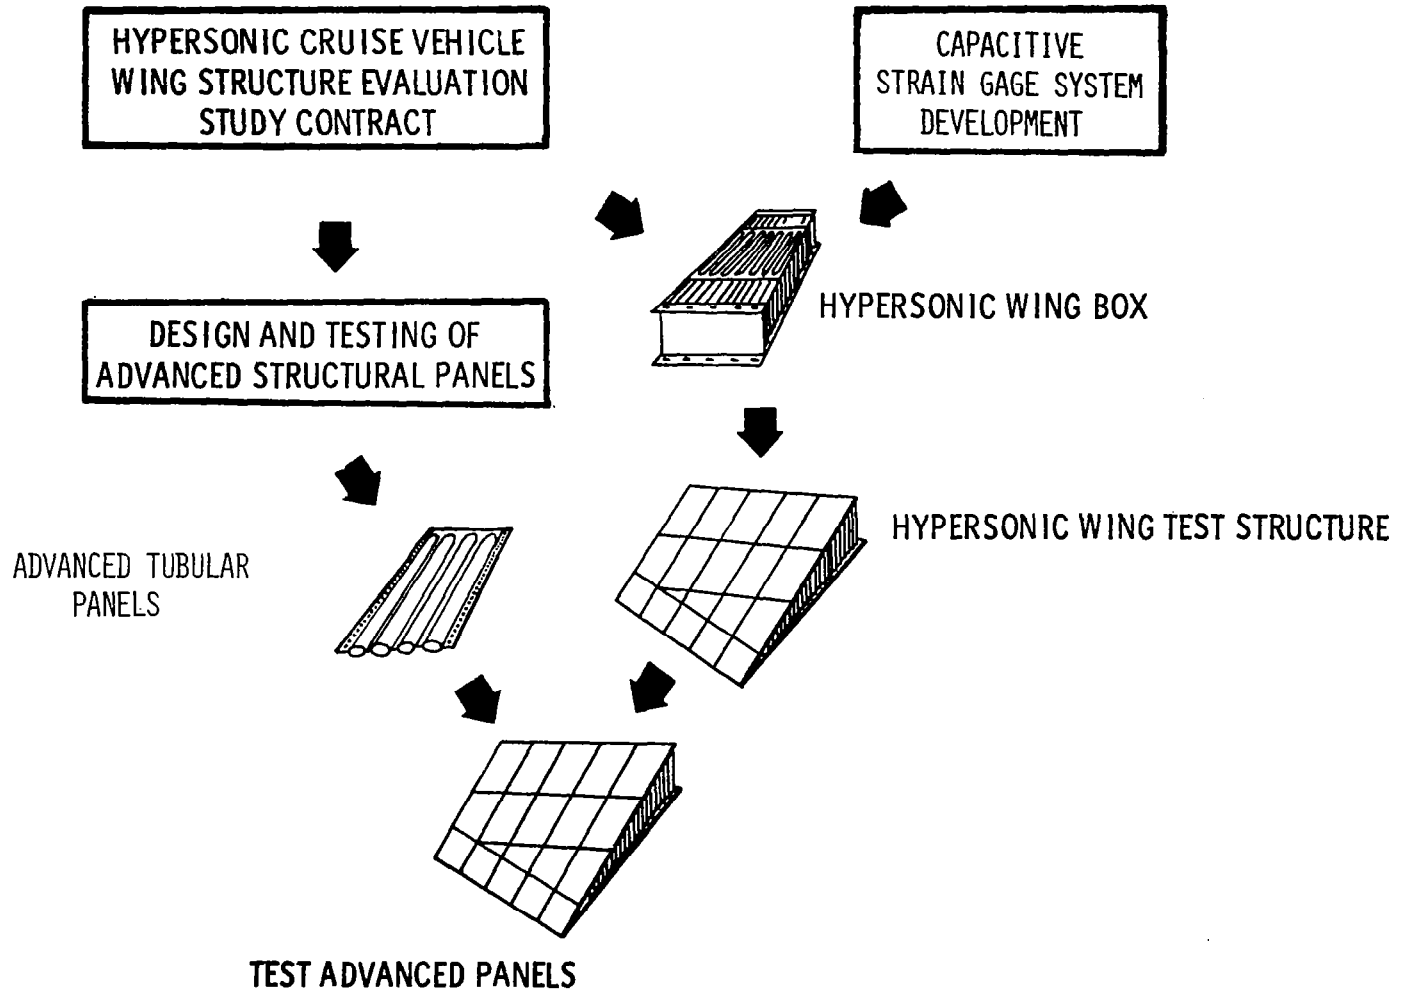 HYPERSONIC CRUISE VEHICLE
WING STRUCTURE EVALUATION
STUDY CONTRACT
CAPACITIVE
STRAIN GAGE SYSTEM
DEVELOPMENT
HYPERSONIC WING BOX
DESIGN AND TESTING OF
ADVANCED STRUCTURAL PANELS
HYPERSONIC WING TEST STRUCTURE
ADVANCED TUBULAR
PANELS
TEST ADVANCED PANELS